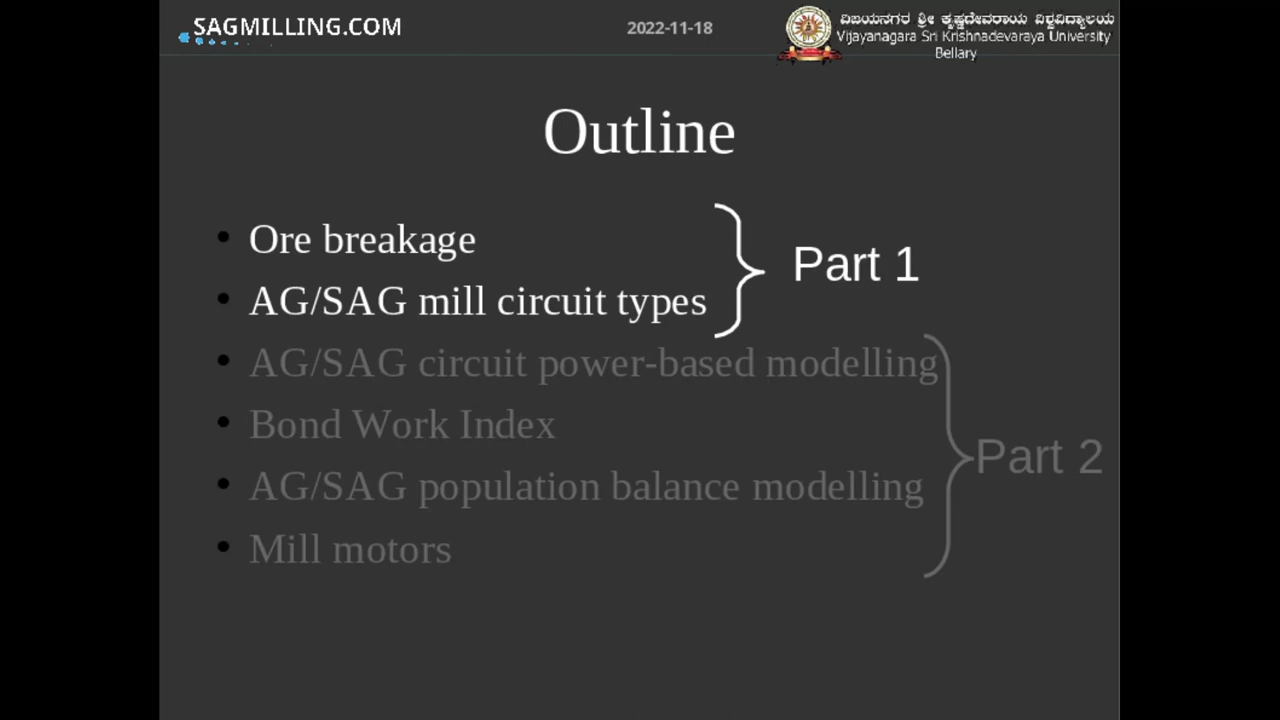 SAGMILLING.COM
2022-11-18
ವಿಜಯನಗರ ಶ್ರೀ ಕೃಷ್ಣದೇವರಾಯ ವಿಶ್ವವಿದ್ಯಾಲಯ
Vijayanagara Sri Krishnadevaraya University
Bellary
Outline
• Ore breakage
• AG/SAG mill circuit types
Part 1
• AG/SAG circuit power-based modelling
• Bond Work Index
• AG/SAG population balance modelling
• Mill motors
Part 2